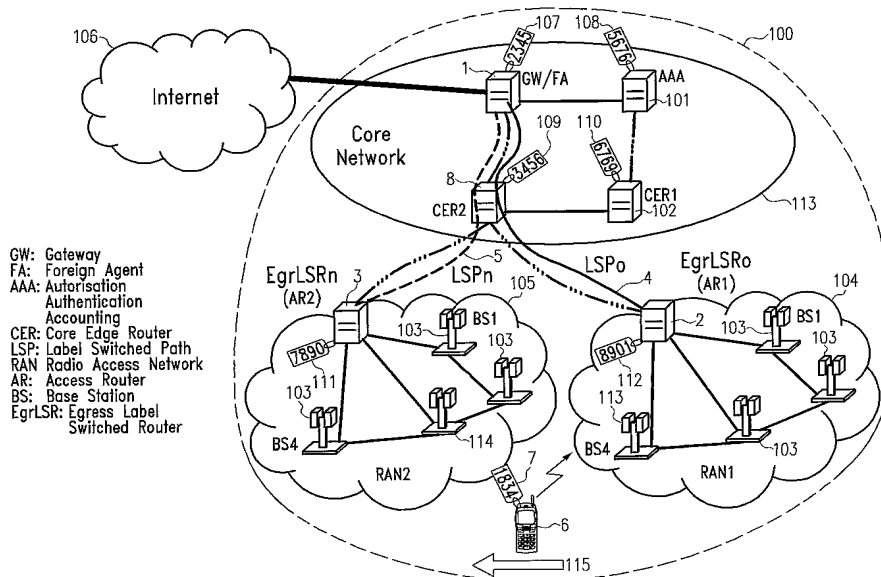 106
107
108
100
2345
5676
1
GW/FA
AAA
Internet
101
Core
Network
109
110
3456
6769
8
CER2
CER1
102
113
5
GW: Gateway
FA: Foreign Agent
AAA: Autorisation
Authentication
Accounting
CER: Core Edge Router
LSP: Label Switched Path
RAN Radio Access Network
AR: Access Router
BS: Base Station
EgrLSR: Egress Label
Switched Router
EgrLSRn
(AR2)
LSPn
LSPo
EgrLSRo
(AR1)
3
105
4
104
BS1
103
103
2
BS1
103
103
7890
111
8901
112
103
113
BS4
114
BS4
103
RAN2
RAN1
7
1834
6
115